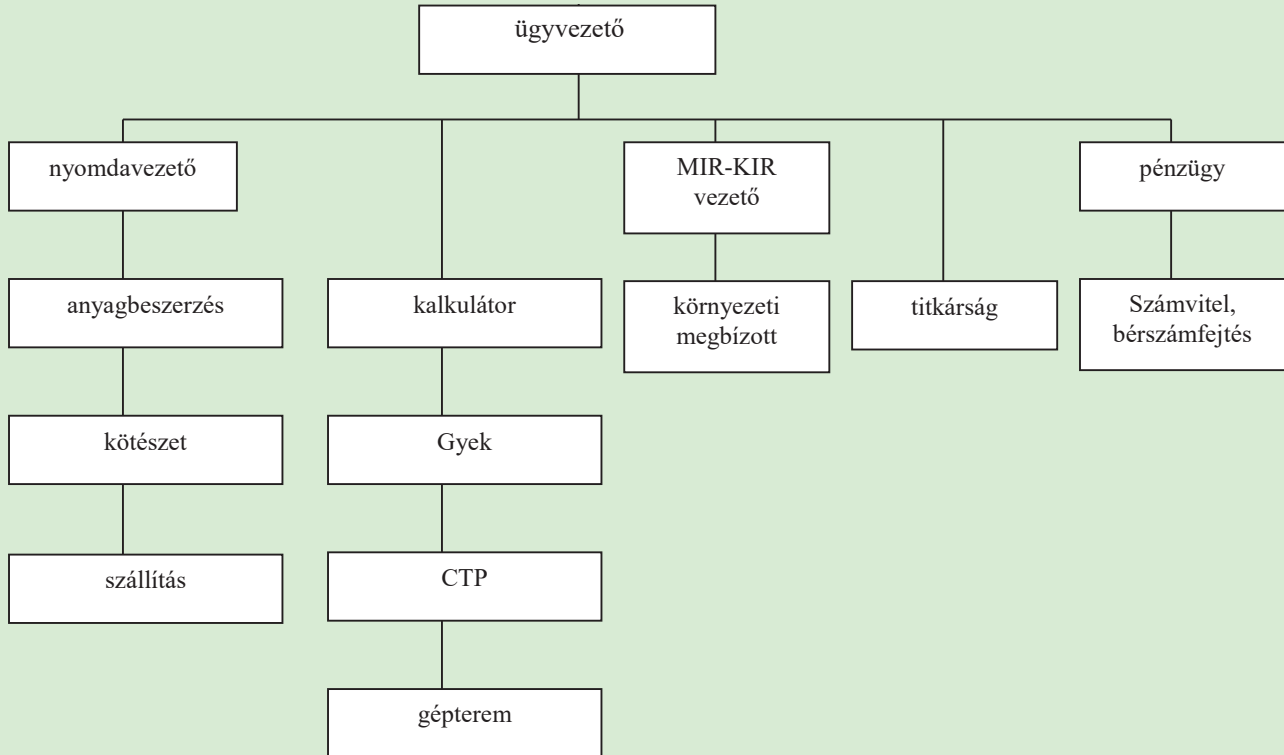 ügyvezető
nyomdavezető
MIR-KIR
vezető
pénzügy
anyagbeszerzés
kalkulátor
környezeti
megbízott
titkárság
Számvitel,
bérszámfejtés
kötészet
Gyek
szállítás
CTP
gépterem